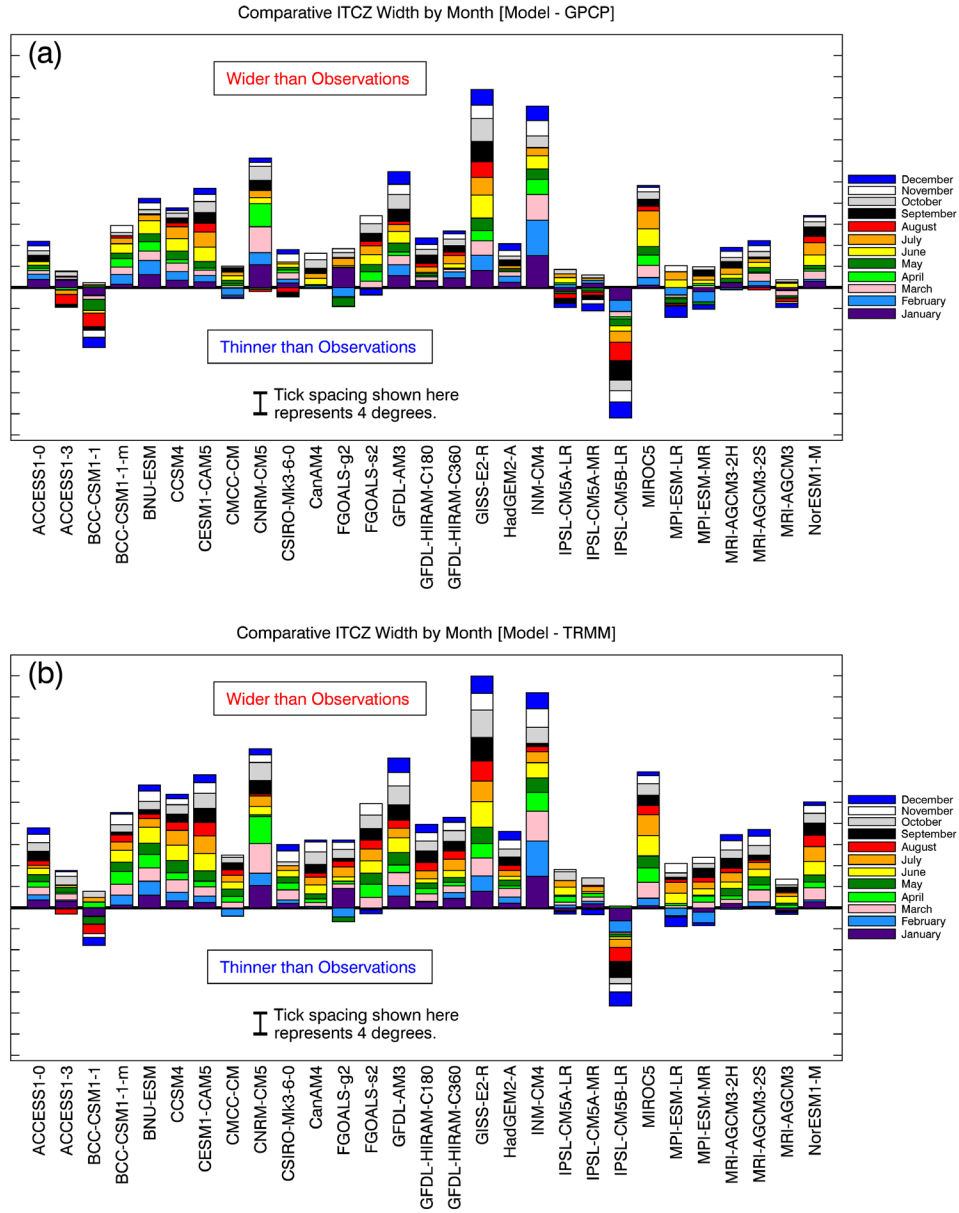 Comparative ITCZ Width by Month [Model - GPCP]
(a)
Wider than Observations
Thinner than Observations
Tick spacing shown here
represents 4 degrees.
December
November
October
September
August
July
June
May
April
March
February
January
ACCESS1-0
ACCESS1-3
BCC-CSM1-1
BCC-CSM1-1-m
BNU-ESM
CCSM4
CESM1-CAM5
CMCC-CM
CNRM-CM5
CSIRO-Mk3-6-0
CanAM4
FGOALS-g2
FGOALS-s2
GFDL-AM3
GFDL-HIRAM-C180
GFDL-HIRAM-C360
GISS-E2-R
HadGEM2-A
INM-CM4
IPSL-CM5A-LR
IPSL-CM5A-MR
IPSL-CM5B-LR
MIROC5
MPI-ESM-LR
MPI-ESM-MR
MRI-AGCM3-2H
MRI-AGCM3-2S
MRI-AGCM3
NorESM1-M
Comparative ITCZ Width by Month [Model - TRMM]
(b)
Wider than Observations
Thinner than Observations
Tick spacing shown here
represents 4 degrees.
December
November
October
September
August
July
June
May
April
March
February
January
ACCESS1-0
ACCESS1-3
BCC-CSM1-1
BCC-CSM1-1-m
BNU-ESM
CCSM4
CESM1-CAM5
CMCC-CM
CNRM-CM5
CSIRO-Mk3-6-0
CanAM4
FGOALS-g2
FGOALS-s2
GFDL-AM3
GFDL-HIRAM-C180
GFDL-HIRAM-C360
GISS-E2-R
HadGEM2-A
INM-CM4
IPSL-CM5A-LR
IPSL-CM5A-MR
IPSL-CM5B-LR
MIROC5
MPI-ESM-LR
MPI-ESM-MR
MRI-AGCM3-2H
MRI-AGCM3-2S
MRI-AGCM3
NorESM1-M